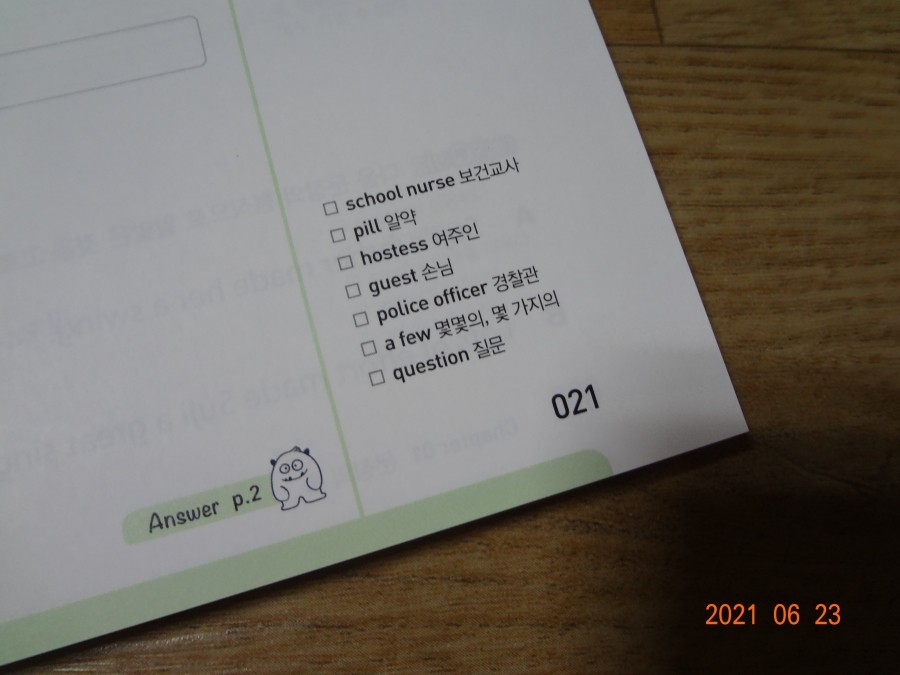 □ school nurse 보건교사
□ pill 알약
□ hostess 여주인
□ guest 손님
□ police officer 경찰관
□ a few 몇몇의, 몇 가지의
□ question 질문
021
Answer p.2
2021 06 23